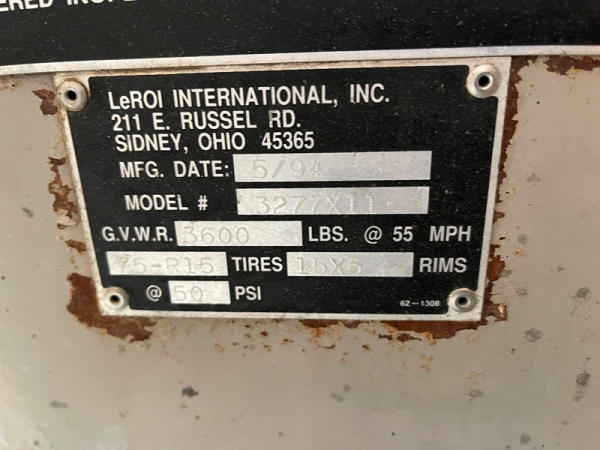 LeROI INTERNATIONAL, INC.
211 E. RUSSEL RD.
SIDNEY, OHIO 45365
MFG. DATE: 5/94
MODEL # 3277X11
G.V.W.R. 3600 LBS. @ 55 MPH
75-R15 TIRES 15X5 RIMS
@ 50 PSI
62-1308